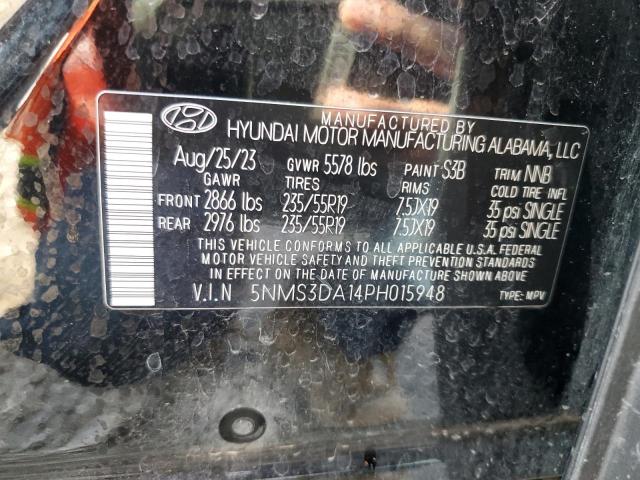 MANUFACTURED BY
HYUNDAI MOTOR MANUFACTURING ALABAMA, LLC
Aug/25/23 GVWR 5578 lbs PAINT S3B TRIM NNB
GAWR TIRES RIMS COLD TIRE INFL
FRONT 2866 lbs 235/55R19 7.5JX19 35 psi SINGLE
REAR 2976 lbs 235/55R19 7.5JX19 35 psi SINGLE
THIS VEHICLE CONFORMS TO ALL APPLICABLE U.S.A. FEDERAL
MOTOR VEHICLE SAFETY AND THEFT PREVENTION STANDARDS
IN EFFECT ON THE DATE OF MANUFACTURE SHOWN ABOVE
V.I.N 5NMS3DA14PH015948 TYPE: MPV